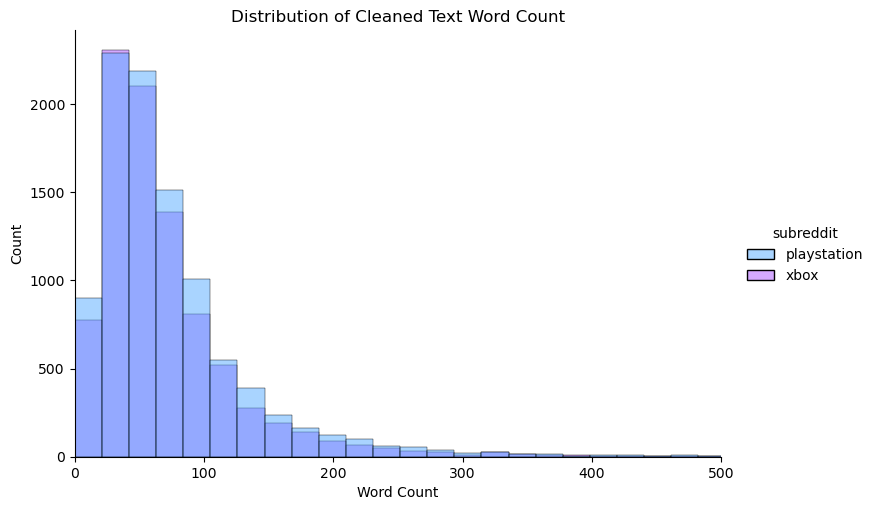 Distribution of Cleaned Text Word Count
Count
2000
1500
1000
500
0
0 100 200 300 400 500
Word Count
subreddit
playstation
xbox